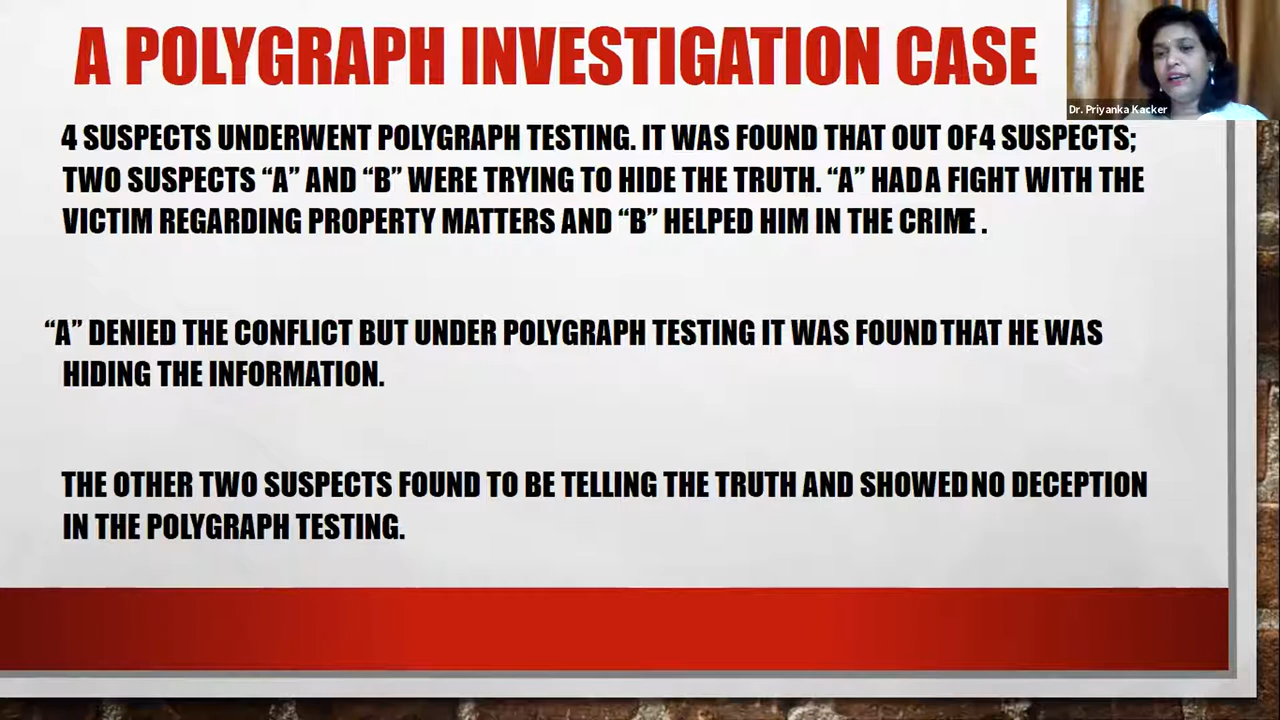 A POLYGRAPH INVESTIGATION CASE
Dr. Priyanka Kacker
4 SUSPECTS UNDERWENT POLYGRAPH TESTING. IT WAS FOUND THAT OUT OF 4 SUSPECTS;
TWO SUSPECTS “A” AND “B” WERE TRYING TO HIDE THE TRUTH. “A” HAD A FIGHT WITH THE
VICTIM REGARDING PROPERTY MATTERS AND “B” HELPED HIM IN THE CRIME .
“A” DENIED THE CONFLICT BUT UNDER POLYGRAPH TESTING IT WAS FOUND THAT HE WAS
HIDING THE INFORMATION.
THE OTHER TWO SUSPECTS FOUND TO BE TELLING THE TRUTH AND SHOWED NO DECEPTION
IN THE POLYGRAPH TESTING.